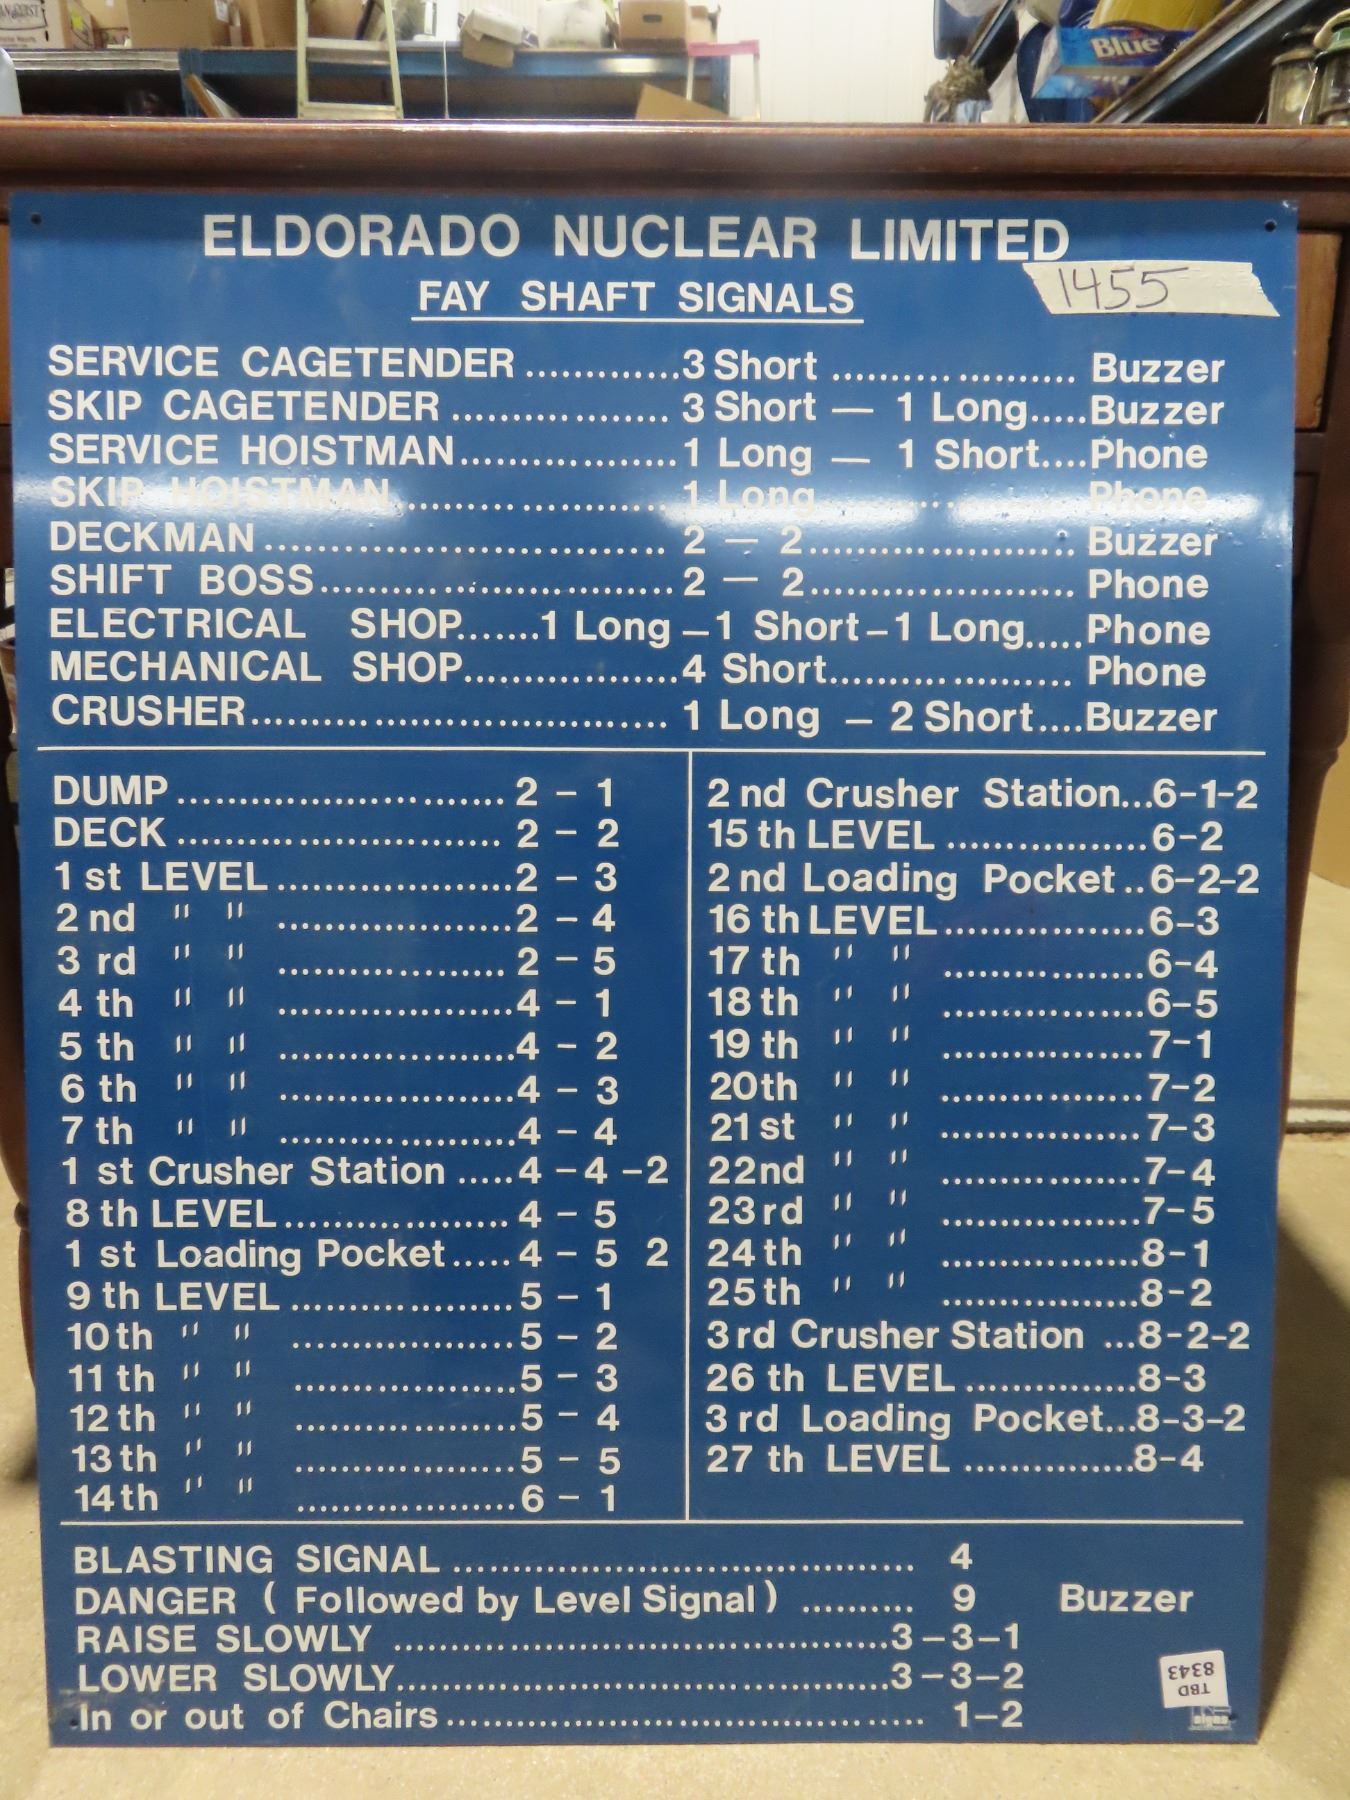 Blue
ELDORADO NUCLEAR LIMITED
1455
FAY SHAFT SIGNALS
SERVICE CAGETENDER .............3 Short .................... Buzzer
SKIP CAGETENDER .................. 3 Short — 1 Long.....Buzzer
SERVICE HOISTMAN..................1 Long — 1 Short....Phone
SKIP HOISTMAN......................1 Long .................... Phone
DECKMAN ................................. 2 — 2...................... Buzzer
SHIFT BOSS.............................2 — 2...................... Phone
ELECTRICAL SHOP.......1 Long –1 Short–1 Long.....Phone
MECHANICAL SHOP..................4 Short.................... Phone
CRUSHER................................... 1 Long – 2 Short....Buzzer
DUMP ........................... 2 – 1
DECK ........................... 2 – 2
1 st LEVEL ....................2 – 3
2 nd " " ....................2 – 4
3 rd " " ................... 2 – 5
4 th " " ....................4 – 1
5 th " " ....................4 – 2
6 th " " ....................4 – 3
7 th " " ....................4 – 4
1 st Crusher Station .....4 – 4 – 2
8 th LEVEL................... 4 – 5
1 st Loading Pocket..... 4 – 5 2
9 th LEVEL ...................5 – 1
10 th " " ...................5 – 2
11 th " " ...................5 – 3
12 th " " ...................5 – 4
13 th " " ...................5 – 5
14 th " " ...................6 – 1
2 nd Crusher Station...6–1–2
15 th LEVEL .................6–2
2 nd Loading Pocket ..6–2–2
16 th LEVEL.................6–3
17 th " " .................6–4
18 th " " .................6–5
19 th " " .................7–1
20 th " " .................7–2
21 st " " .................7–3
22 nd " " .................7–4
23 rd " " .................7–5
24 th " " .................8–1
25 th " " .................8–2
3 rd Crusher Station ...8–2–2
26 th LEVEL ...............8–3
3 rd Loading Pocket...8–3–2
27 th LEVEL ...............8–4
BLASTING SIGNAL ....................................... 4
DANGER ( Followed by Level Signal ) .......... 9 Buzzer
RAISE SLOWLY ..........................................3–3–1
LOWER SLOWLY..........................................3–3–2
In or out of Chairs ....................................... 1–2
TBD
8343
signs